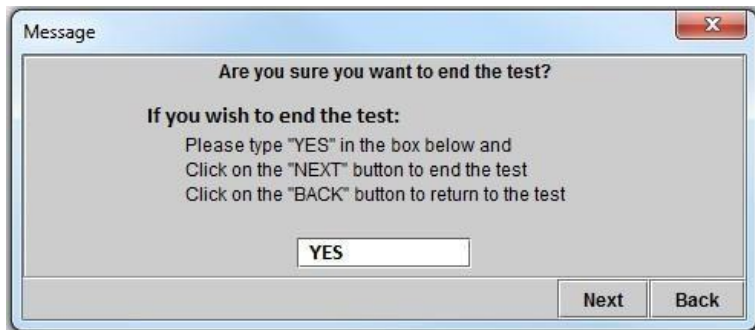 Message
Are you sure you want to end the test?
If you wish to end the test:
Please type "YES" in the box below and
Click on the "NEXT" button to end the test
Click on the "BACK" button to return to the test
YES
Next Back